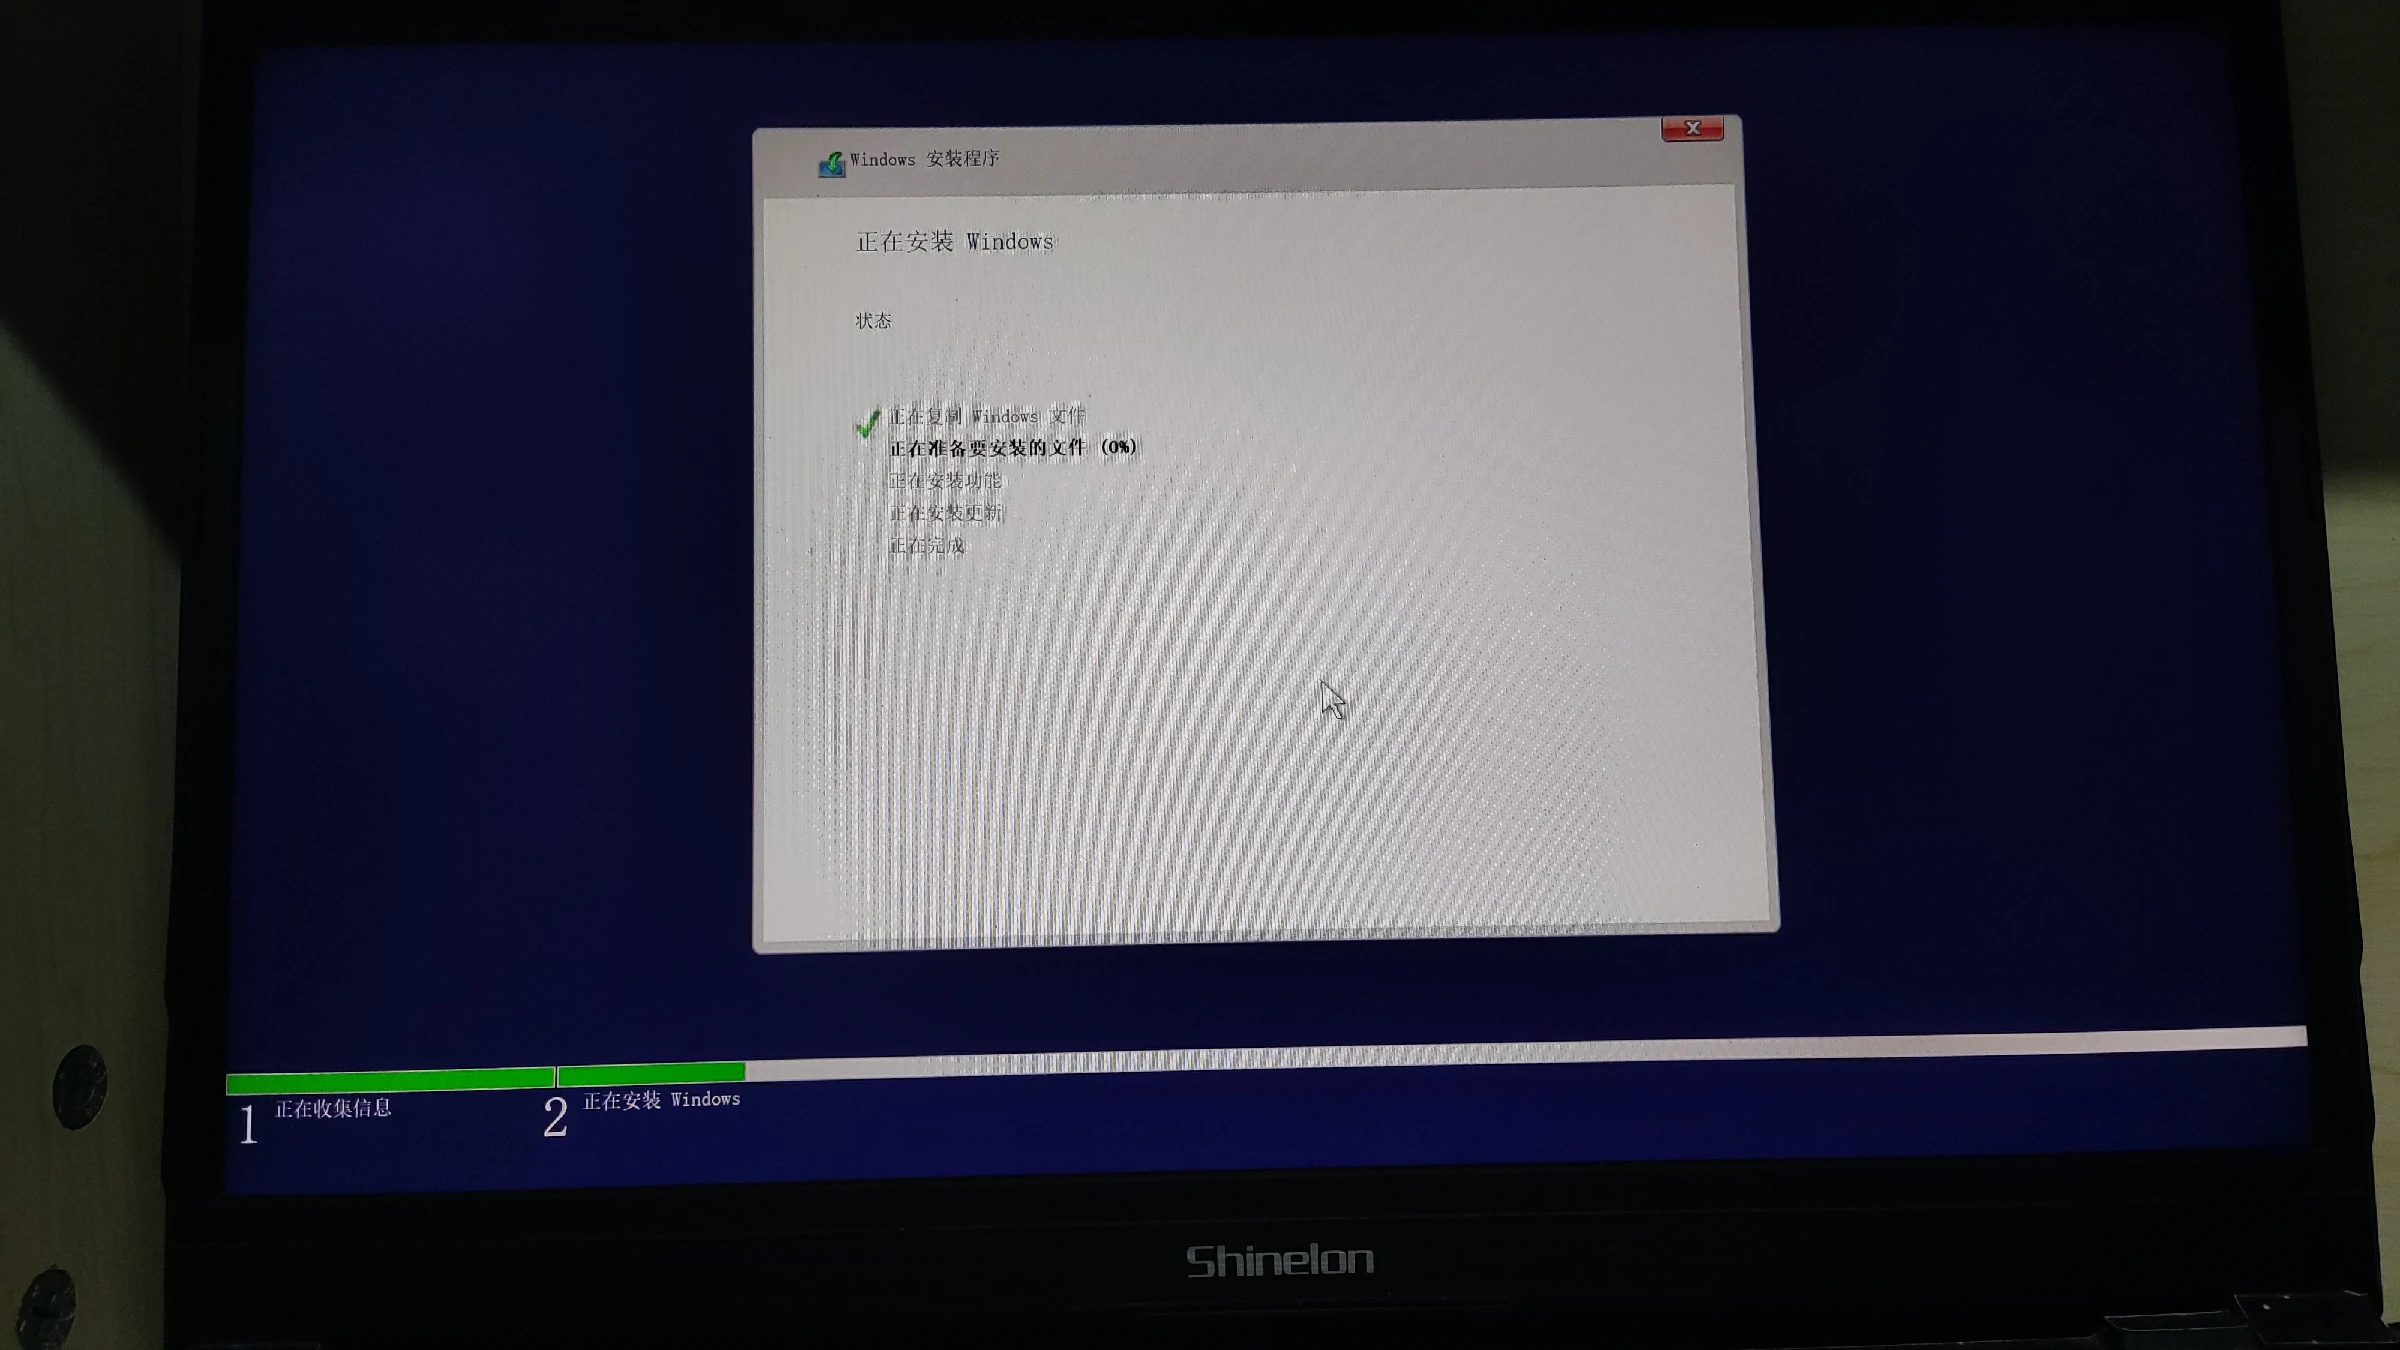 Windows 安装程序
正在安装 Windows
状态
正在复制 Windows 文件
正在准备要安装的文件 (0%)
正在安装功能
正在安装更新
正在完成
1 正在收集信息
2 正在安装 Windows
Shinelon